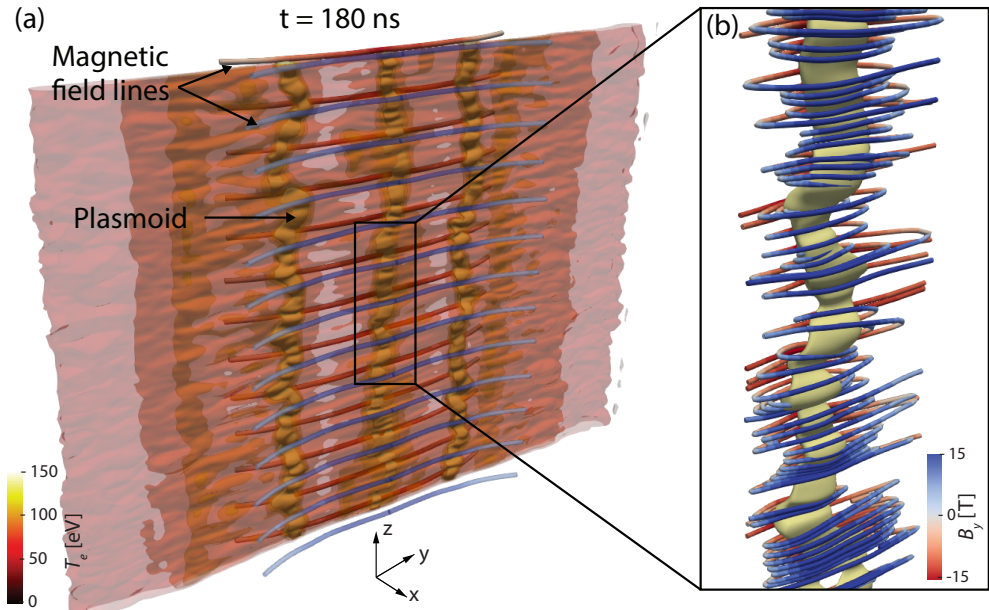 (a)
t = 180 ns
Magnetic
field lines
Plasmoid
- 150
- 100
- 50
- 0
T_e [eV]
z
y
x
(b)
15
0
-15
B_y [T]